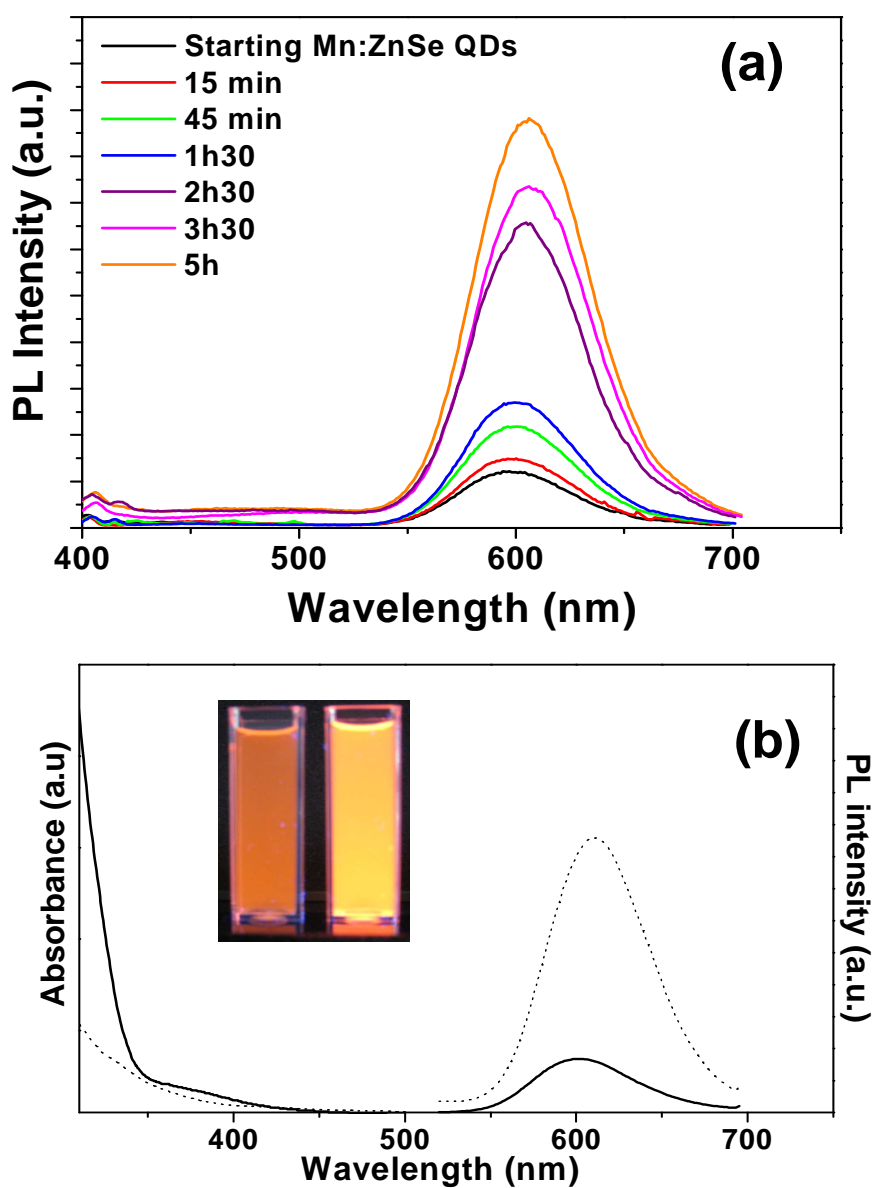 (a)
Starting Mn:ZnSe QDs
15 min
45 min
1h30
2h30
3h30
5h
PL Intensity (a.u.)
400 500 600 700
Wavelength (nm)
(b)
Absorbance (a.u)
PL intensity (a.u.)
400 500 600 700
Wavelength (nm)